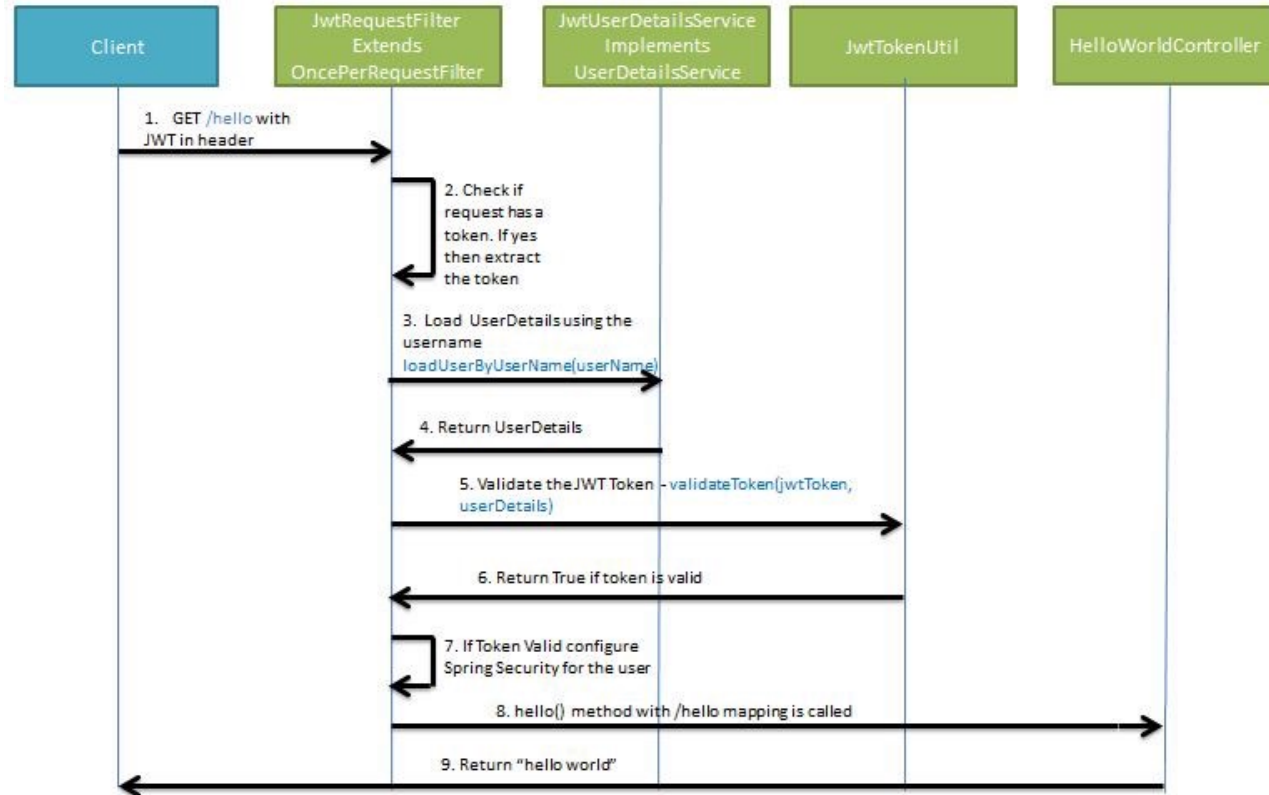 Client
JwtRequestFilter
Extends
OncePerRequestFilter
JwtUserDetailsService
Implements
UserDetailsService
JwtTokenUtil
HelloWorldController
1. GET /hello with
JWT in header
2. Check if
request has a
token. If yes
then extract
the token
3. Load UserDetails using the
username
loadUserByUserName(userName)
4. Return UserDetails
5. Validate the JWT Token - validateToken(jwtToken,
userDetails)
6. Return True if token is valid
7. If Token Valid configure
Spring Security for the user
8. hello() method with /hello mapping is called
9. Return “hello world”